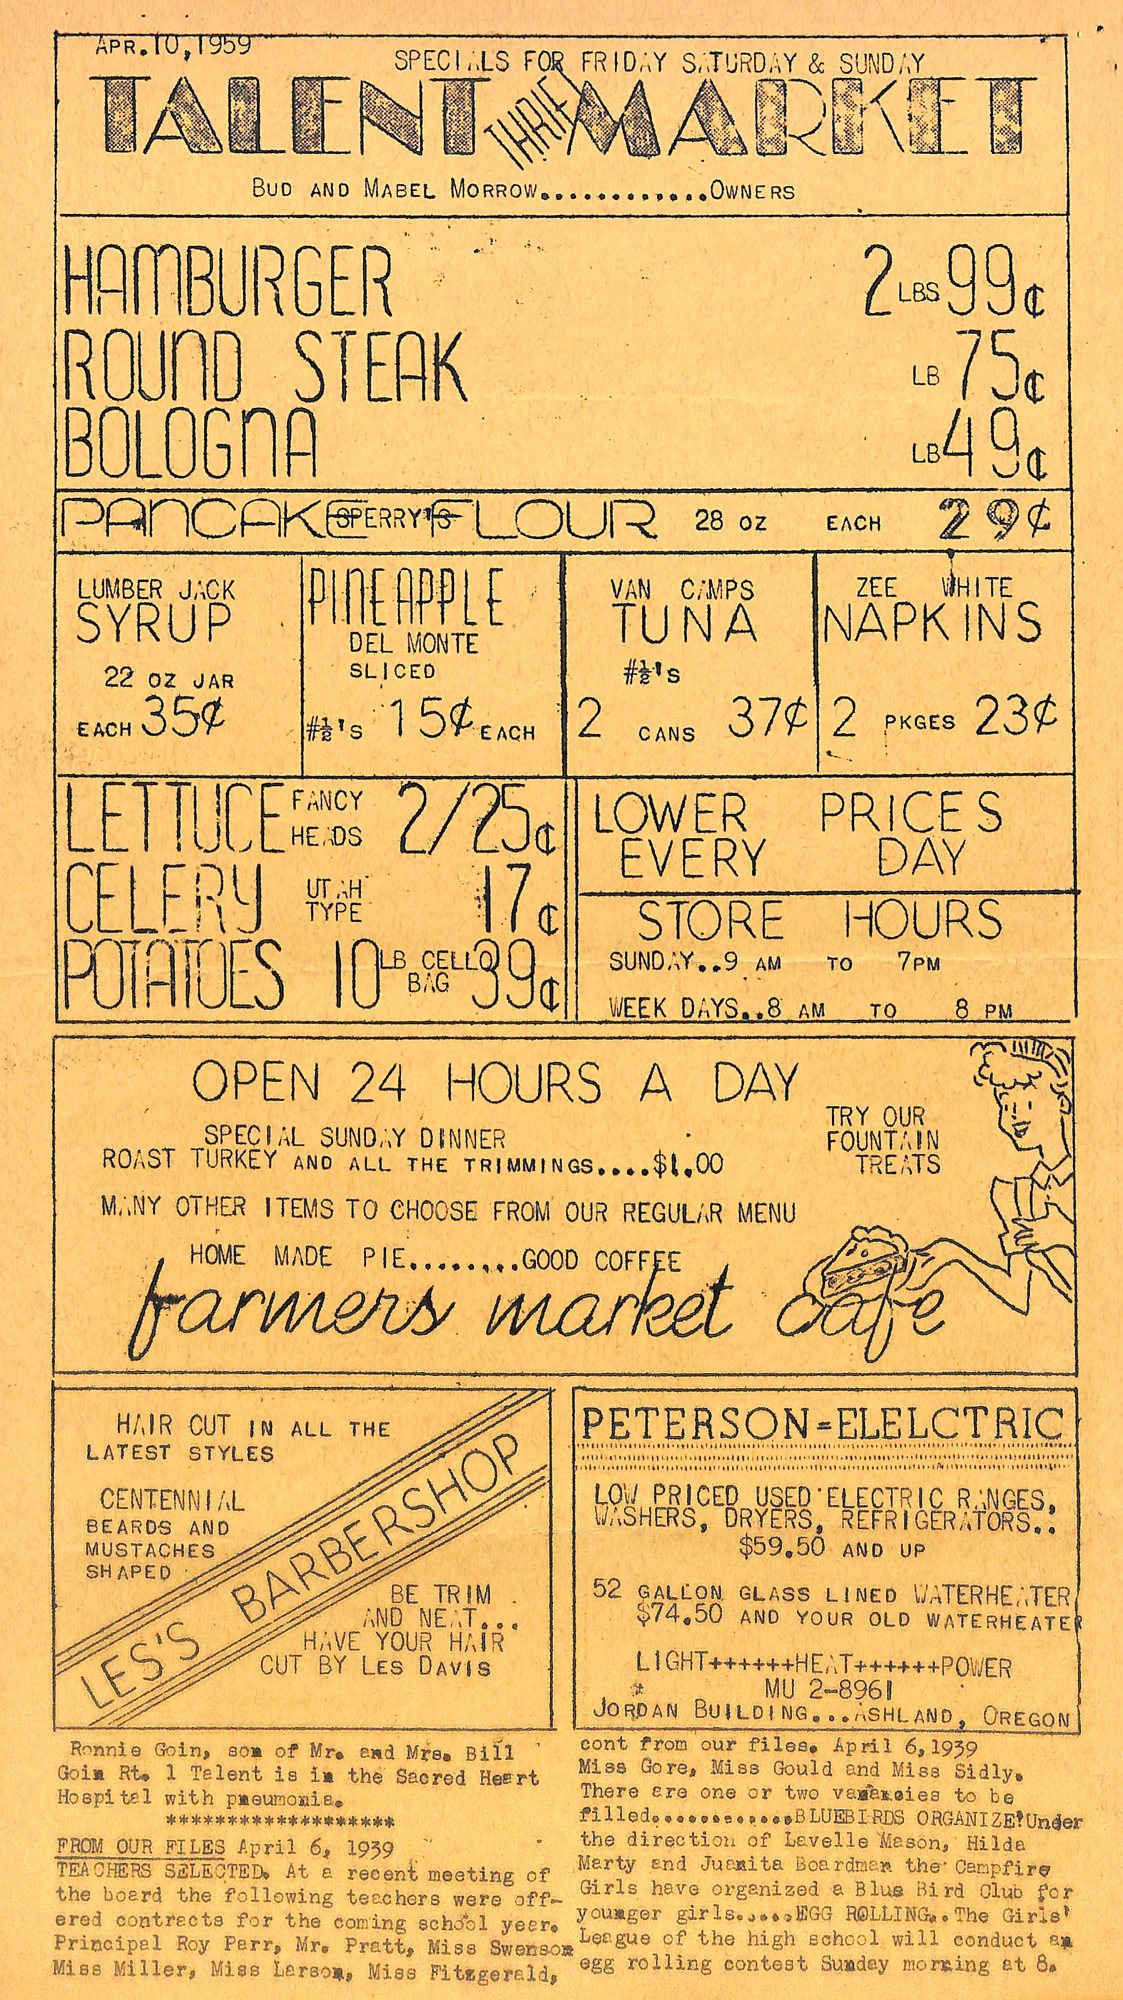 APR.10,1959
SPECIALS FOR FRIDAY SATURDAY & SUNDAY
TALENT THRIFT MARKET
BUD AND MABEL MORROW............OWNERS
HAMBURGER 2 LBS 99¢
ROUND STEAK LB 75¢
BOLOGNA LB 49¢
PANCAKE SPERRY'S FLOUR 28 OZ EACH 29¢
LUMBER JACK
SYRUP
22 OZ JAR
EACH 35¢
PINEAPPLE
DEL MONTE
SLICED
#½'S 15¢ EACH
VAN CAMPS
TUNA
#½'S
2 CANS 37¢
ZEE WHITE
NAPKINS
2 PKGES 23¢
LETTUCE FANCY HEADS 2/25¢
CELERY UTAH TYPE 17¢
POTATOES 10 LB CELLO BAG 39¢
LOWER PRICES
EVERY DAY
STORE HOURS
SUNDAY..9 AM TO 7PM
WEEK DAYS..8 AM TO 8 PM
OPEN 24 HOURS A DAY
SPECIAL SUNDAY DINNER
ROAST TURKEY AND ALL THE TRIMMINGS....$1.00
MANY OTHER ITEMS TO CHOOSE FROM OUR REGULAR MENU
HOME MADE PIE........GOOD COFFEE
TRY OUR
FOUNTAIN
TREATS
farmers market cafe
HAIR CUT IN ALL THE
LATEST STYLES
CENTENNIAL
BEARDS AND
MUSTACHES
SHAPED
LES'S BARBERSHOP
BE TRIM
AND NEAT...
HAVE YOUR HAIR
CUT BY LES DAVIS
PETERSON=ELELCTRIC
LOW PRICED USED ELECTRIC RANGES,
WASHERS, DRYERS, REFRIGERATORS..
$59.50 AND UP
52 GALLON GLASS LINED WATERHEATER
$74.50 AND YOUR OLD WATERHEATER
LIGHT++++++HEAT++++++POWER
MU 2-8961
JORDAN BUILDING...ASHLAND, OREGON
Ronnie Goin, son of Mr. and Mrs. Bill
Goin Rt. 1 Talent is in the Sacred Heart
Hospital with pneumonia.
*******************
FROM OUR FILES April 6, 1939
TEACHERS SELECTED. At a recent meeting of
the board the following teachers were off-
ered contracts for the coming school year.
Principal Roy Parr, Mr. Pratt, Miss Swenson
Miss Miller, Miss Larson, Miss Fitzgerald,
cont from our files. April 6,1939
Miss Gore, Miss Gould and Miss Sidly.
There are one or two vacancies to be
filled............BLUEBIRDS ORGANIZE!Under
the direction of Lavelle Mason, Hilda
Marty and Juanita Boardman the Campfire
Girls have organized a Blue Bird Club for
younger girls.....EGG ROLLING..The Girls'
League of the high school will conduct an
egg rolling contest Sunday morning at 8.